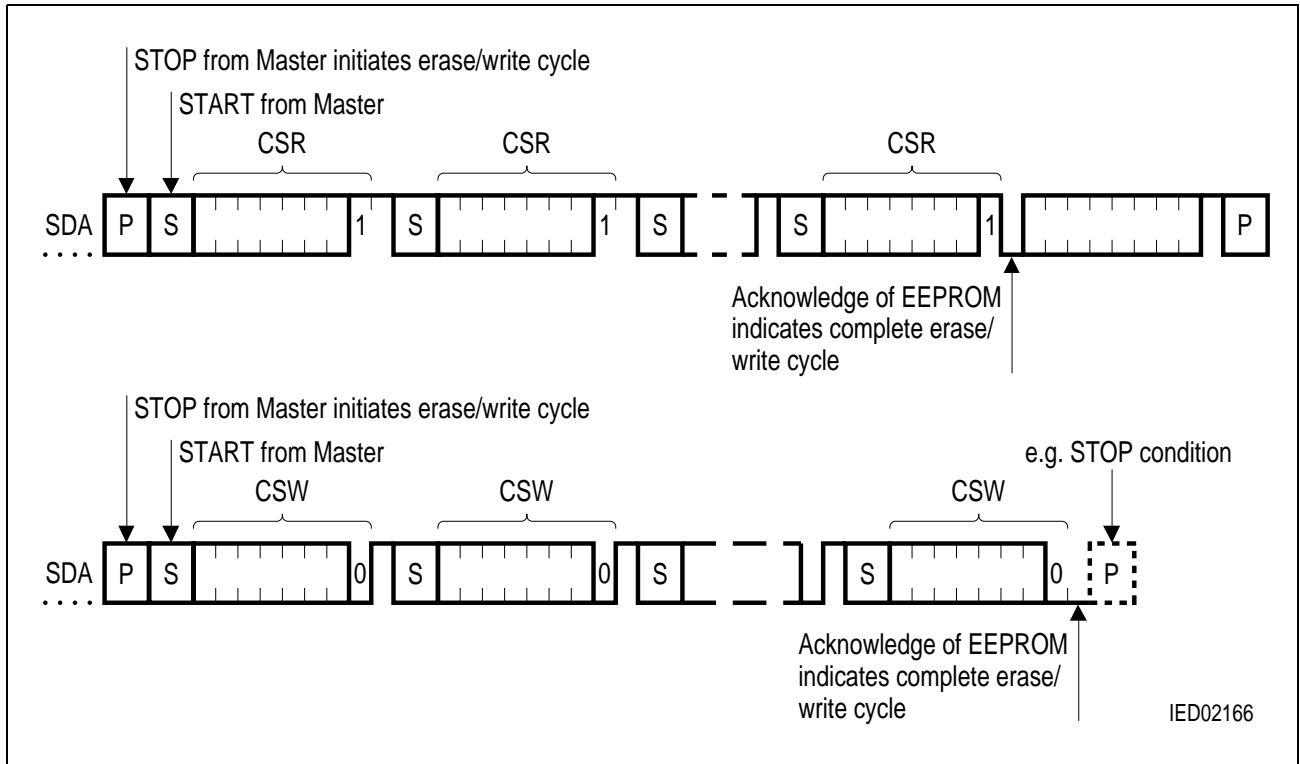 STOP from Master initiates erase/write cycle
START from Master
CSR CSR CSR
SDA P S 1 S 1 S S 1 P
Acknowledge of EEPROM
indicates complete erase/
write cycle
STOP from Master initiates erase/write cycle
START from Master e.g. STOP condition
CSW CSW CSW
SDA P S 0 S 0 S S 0 P
Acknowledge of EEPROM
indicates complete erase/
write cycle
IED02166